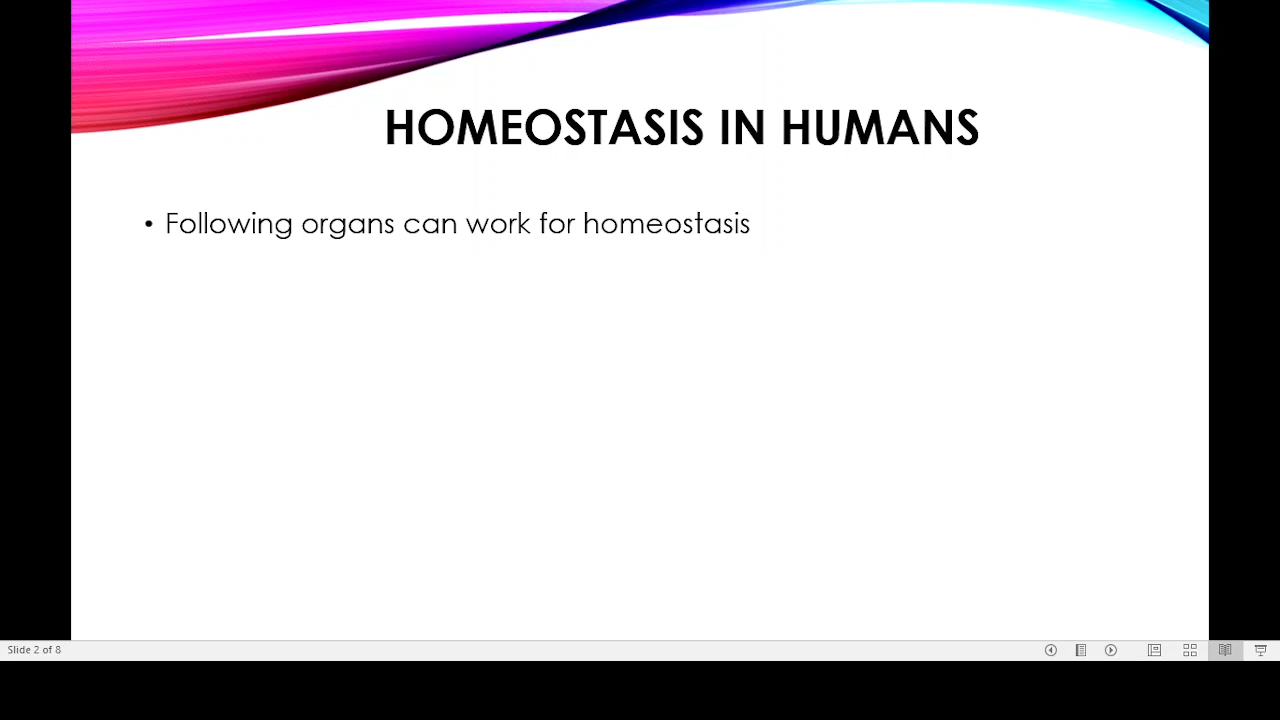 HOMEOSTASIS IN HUMANS
• Following organs can work for homeostasis
Slide 2 of 8